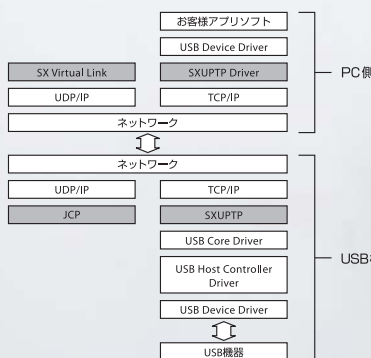 お客様アプリソフト
USB Device Driver
SX Virtual Link
SXUPTP Driver
PC側
UDP/IP
TCP/IP
ネットワーク
ネットワーク
UDP/IP
TCP/IP
JCP
SXUPTP
USB Core Driver
USB
USB Host Controller
Driver
USB Device Driver
USB機器